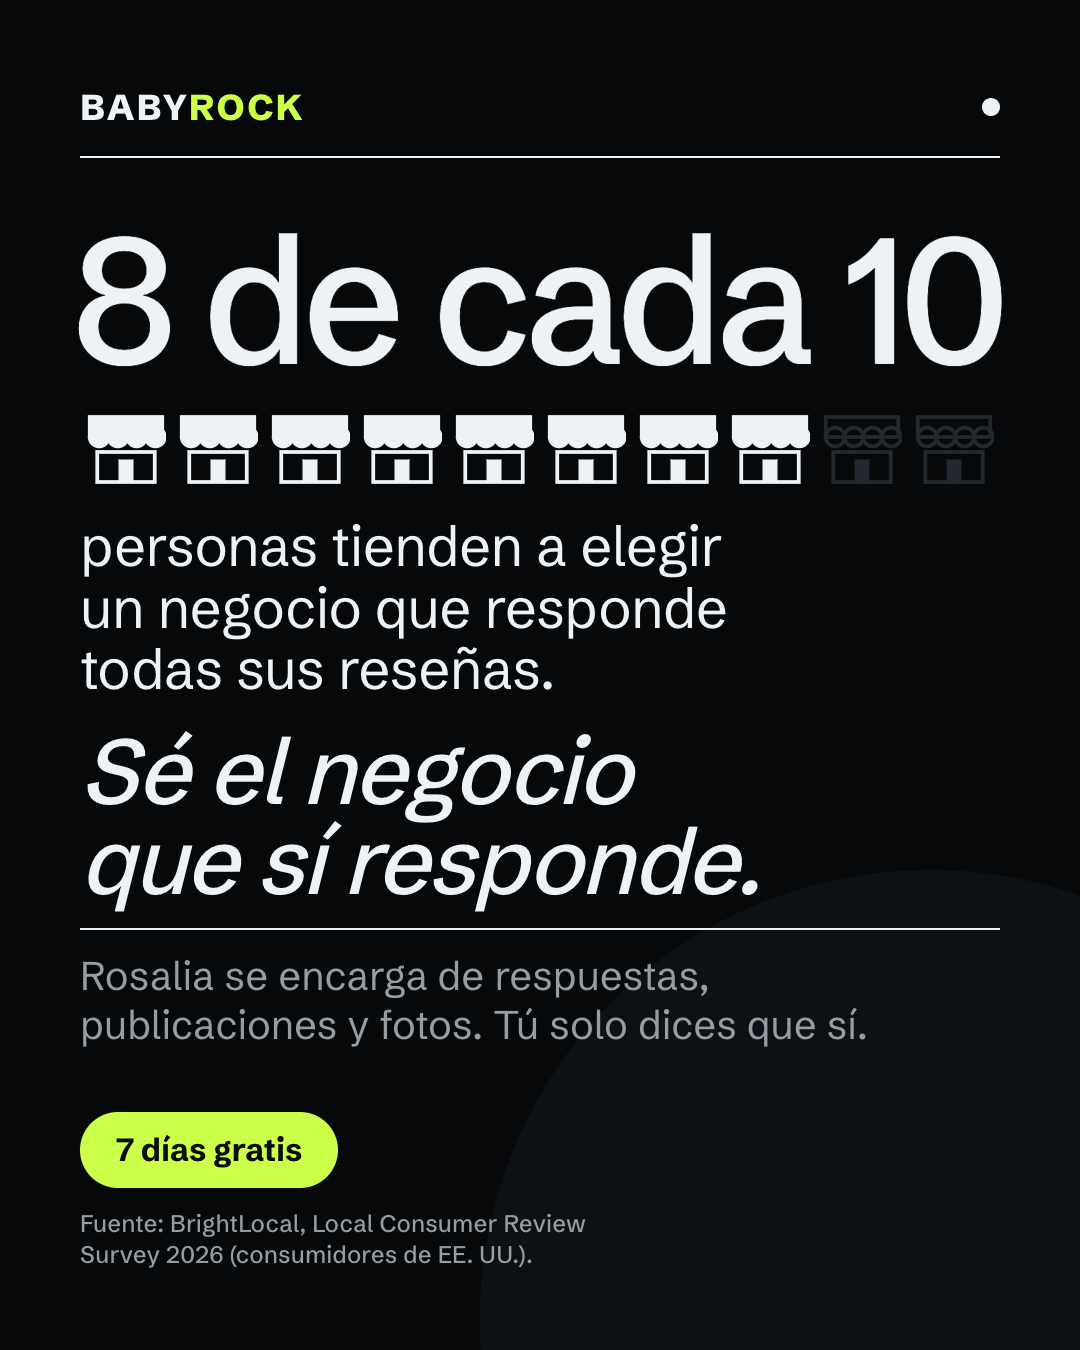 BABYROCK
8 de cada 10
personas tienden a elegir
un negocio que responde
todas sus reseñas.
Sé el negocio
que sí responde.
Rosalia se encarga de respuestas,
publicaciones y fotos. Tú solo dices que sí.
7 días gratis
Fuente: BrightLocal, Local Consumer Review
Survey 2026 (consumidores de EE. UU.).